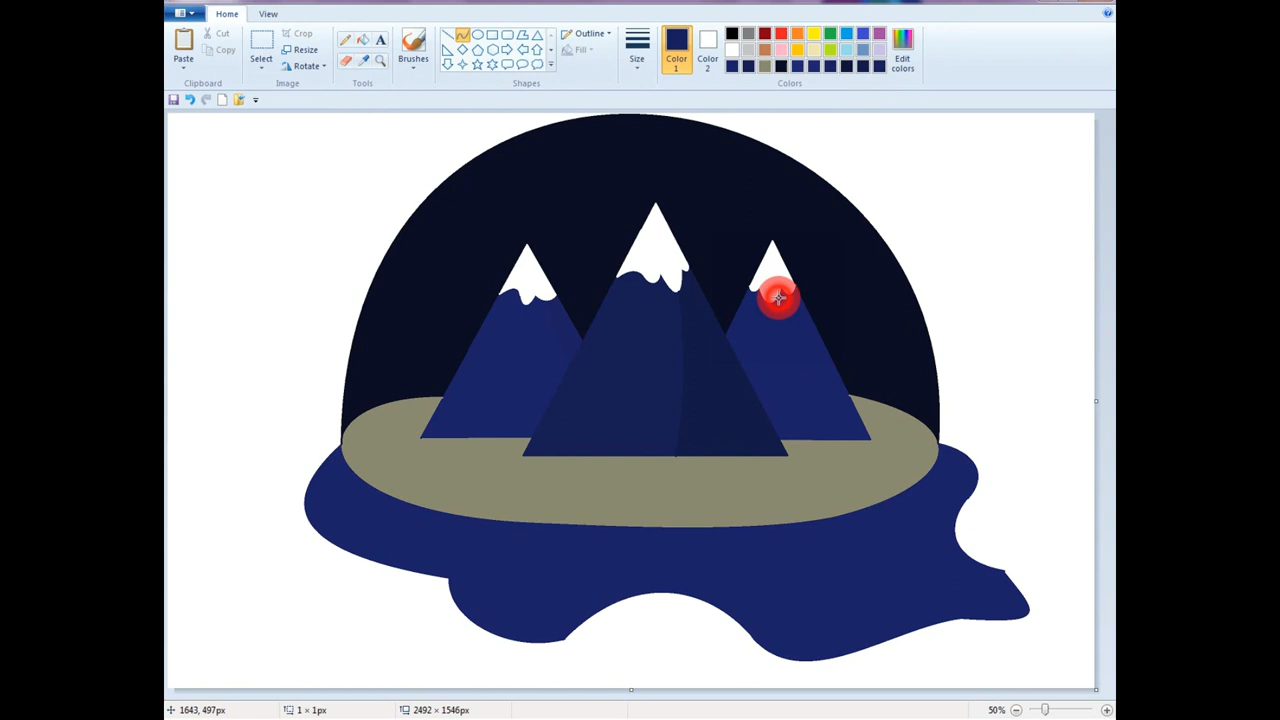 Home View
Cut Crop Outline
Copy Resize Fill
Paste Select Rotate Brushes Size Color 1 Color 2 Edit colors
Clipboard Image Tools Shapes Colors
1643, 497px 1 × 1px 2492 × 1546px 50%